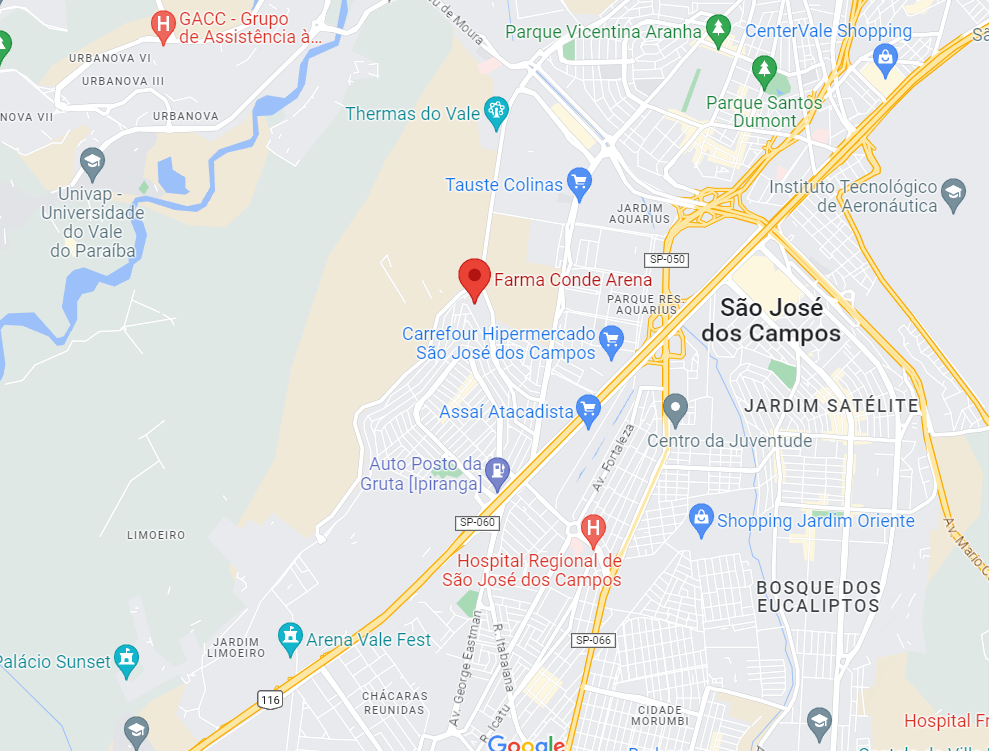 GACC - Grupo
de Assistência à...
eu de Moura
Parque Vicentina Aranha
CenterVale Shopping
URBANOVA VI
URBANOVA III
NOVA VII
URBANOVA
Thermas do Vale
Parque Santos
Dumont
Univap -
Universidade
do Vale
do Paraíba
Tauste Colinas
JARDIM
AQUARIUS
Instituto Tecnológico
de Aeronáutica
SP-050
Farma Conde Arena
PARQUE RES.
AQUARIUS
São José
dos Campos
Carrefour Hipermercado
São José dos Campos
Assaí Atacadista
JARDIM SATÉLITE
Centro da Juventude
Av. Fortaleza
Auto Posto da
Gruta [Ipiranga]
SP-060
Shopping Jardim Oriente
LIMOEIRO
Hospital Regional de
São José dos Campos
Av. Mario C
BOSQUE DOS
EUCALIPTOS
SP-066
JARDIM
LIMOEIRO
Arena Vale Fest
Palácio Sunset
Av. George Eastman
R. Itabaiana
R. Icatu
116
CHÁCARAS
REUNIDAS
CIDADE
MORUMBI
Hospital Fr
Google